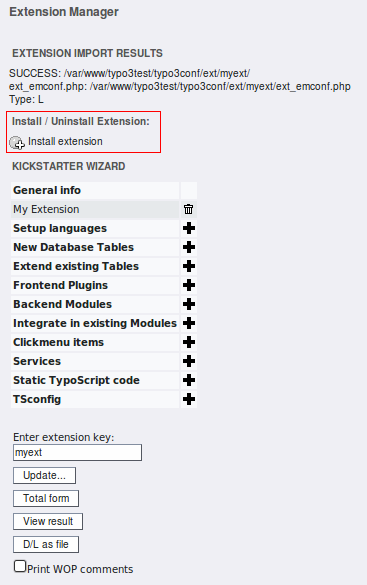 Extension Manager
EXTENSION IMPORT RESULTS
SUCCESS: /var/www/typo3test/typo3conf/ext/myext/
ext_emconf.php: /var/www/typo3test/typo3conf/ext/myext/ext_emconf.php
Type: L
Install / Uninstall Extension:
Install extension
KICKSTARTER WIZARD
General info
My Extension
Setup languages
New Database Tables
Extend existing Tables
Frontend Plugins
Backend Modules
Integrate in existing Modules
Clickmenu items
Services
Static TypoScript code
TSconfig
Enter extension key:
myext
Update...
Total form
View result
D/L as file
Print WOP comments